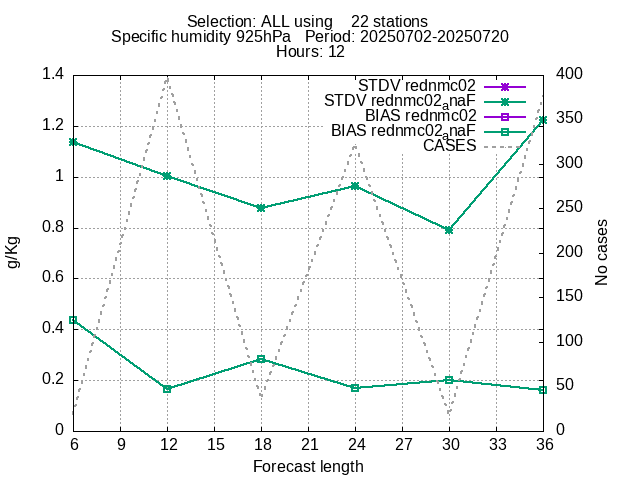 Selection: ALL using    22 stations
Specific humidity 925hPa   Period: 20250702-20250720
Hours: 12
STDV rednmc02
STDV rednmc02anaF
BIAS rednmc02
BIAS rednmc02anaF
CASES
1.4
1.2
1
0.8
0.6
0.4
0.2
0
g/Kg
400
350
300
250
200
150
100
50
0
No cases
6 9 12 15 18 21 24 27 30 33 36
Forecast length